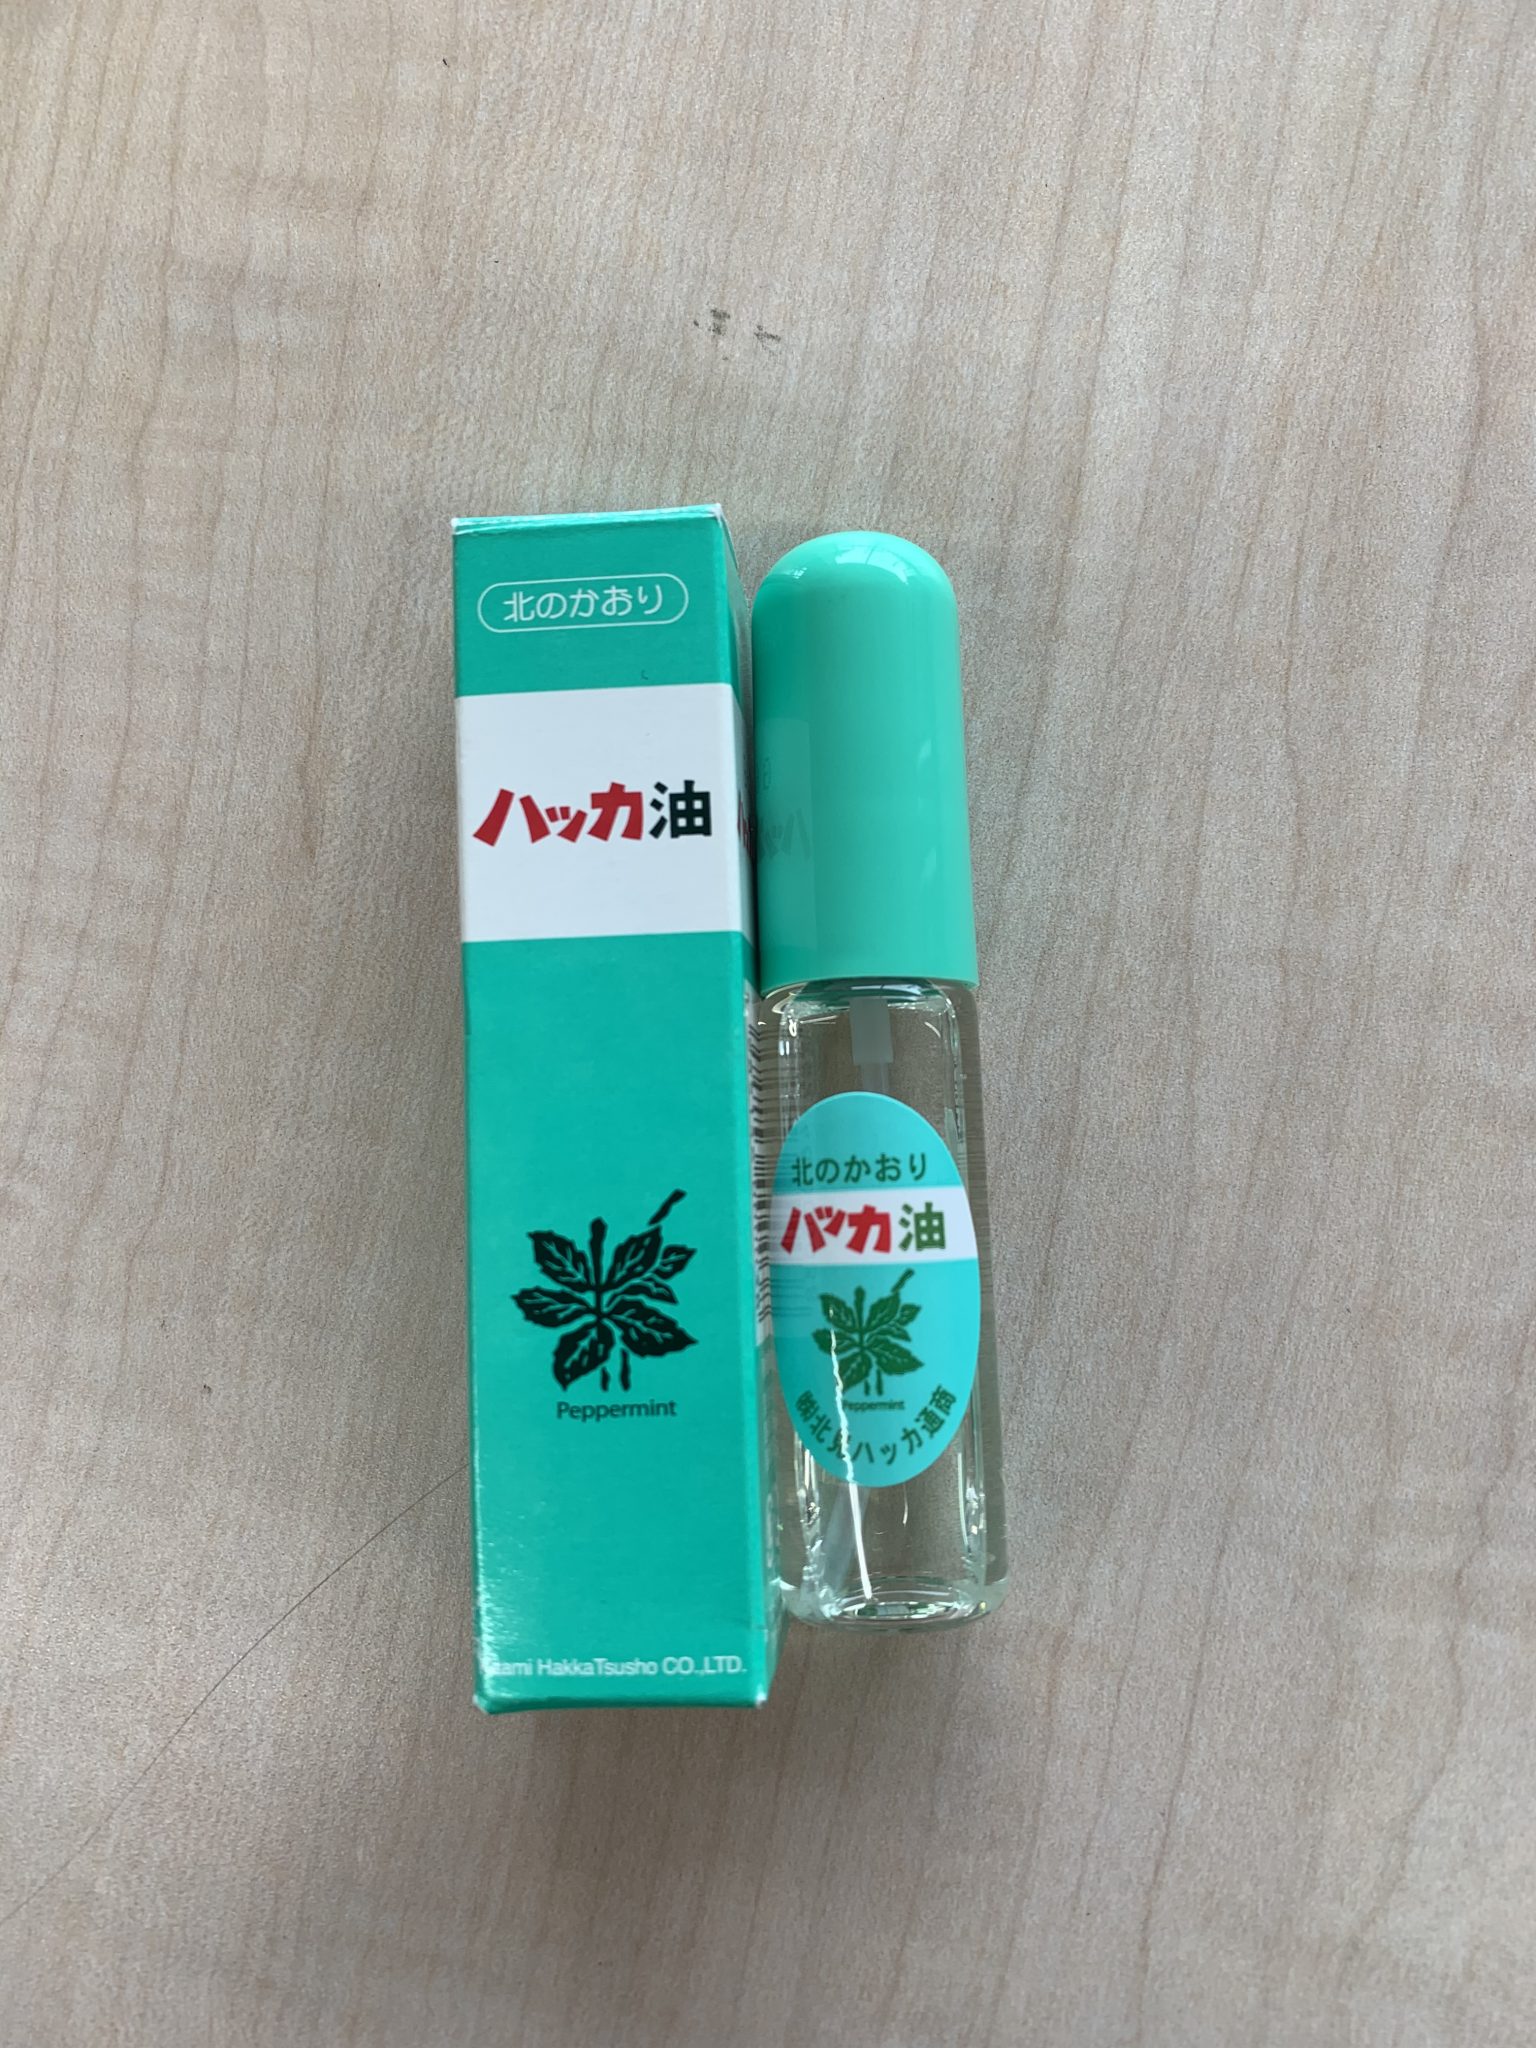 北のかおり
ハッカ油
Peppermint
HakkaTsusho CO.,LTD.
北のかおり
ハッカ油
Peppermint
㈱北見ハッカ通商